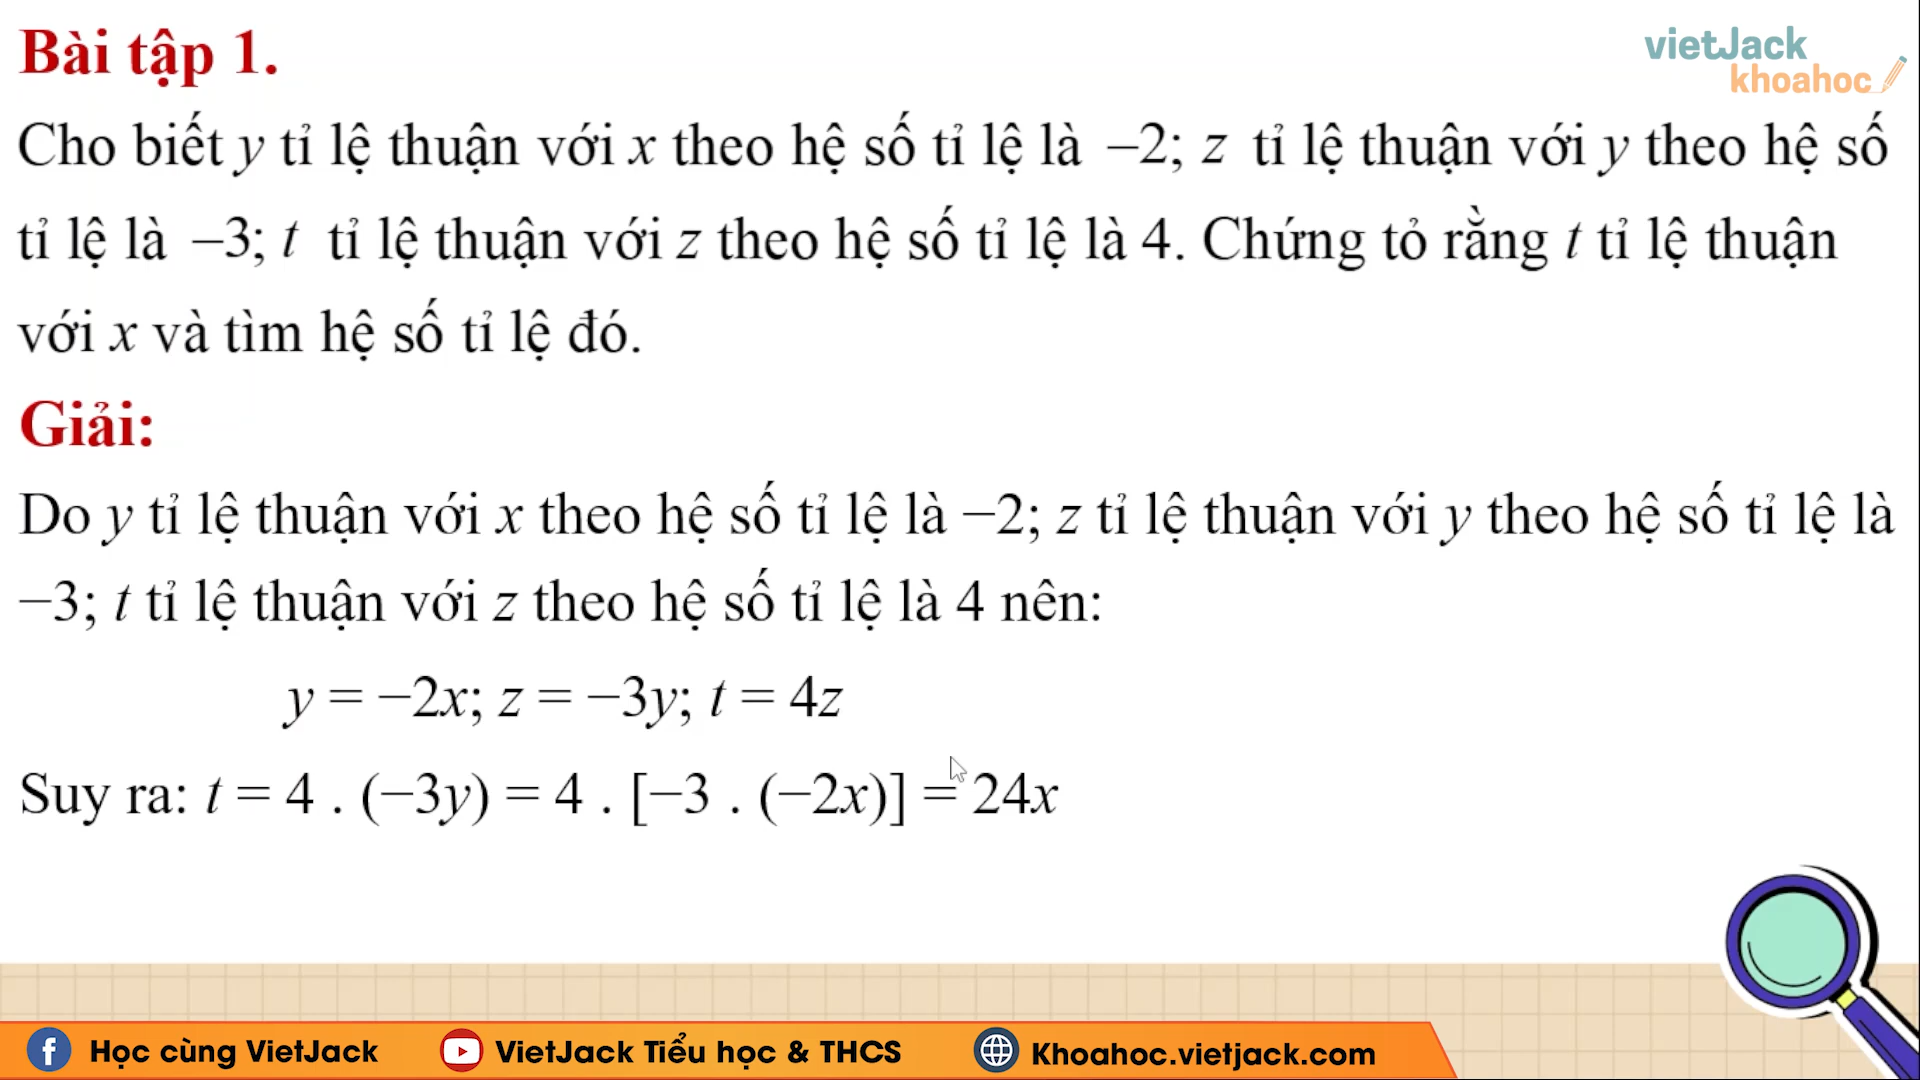 Bài tập 1.
vietJack
khoahoc
Cho biết y tỉ lệ thuận với x theo hệ số tỉ lệ là −2; z tỉ lệ thuận với y theo hệ số
tỉ lệ là −3; t tỉ lệ thuận với z theo hệ số tỉ lệ là 4. Chứng tỏ rằng t tỉ lệ thuận
với x và tìm hệ số tỉ lệ đó.
Giải:
Do y tỉ lệ thuận với x theo hệ số tỉ lệ là −2; z tỉ lệ thuận với y theo hệ số tỉ lệ là
−3; t tỉ lệ thuận với z theo hệ số tỉ lệ là 4 nên:
y = −2x; z = −3y; t = 4z
Suy ra: t = 4 . (−3y) = 4 . [−3 . (−2x)] = 24x
Học cùng VietJack
VietJack Tiểu học & THCS
Khoahoc.vietjack.com